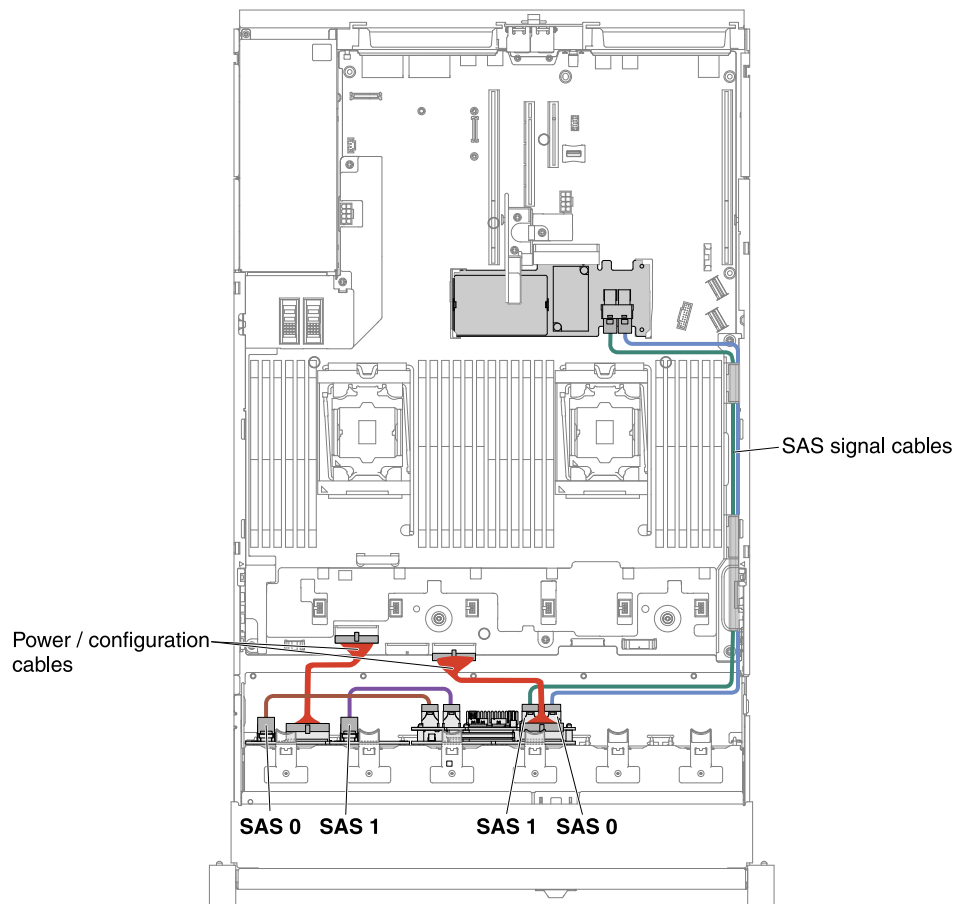 SAS signal cables
Power / configuration
cables
SAS 0 SAS 1 SAS 1 SAS 0